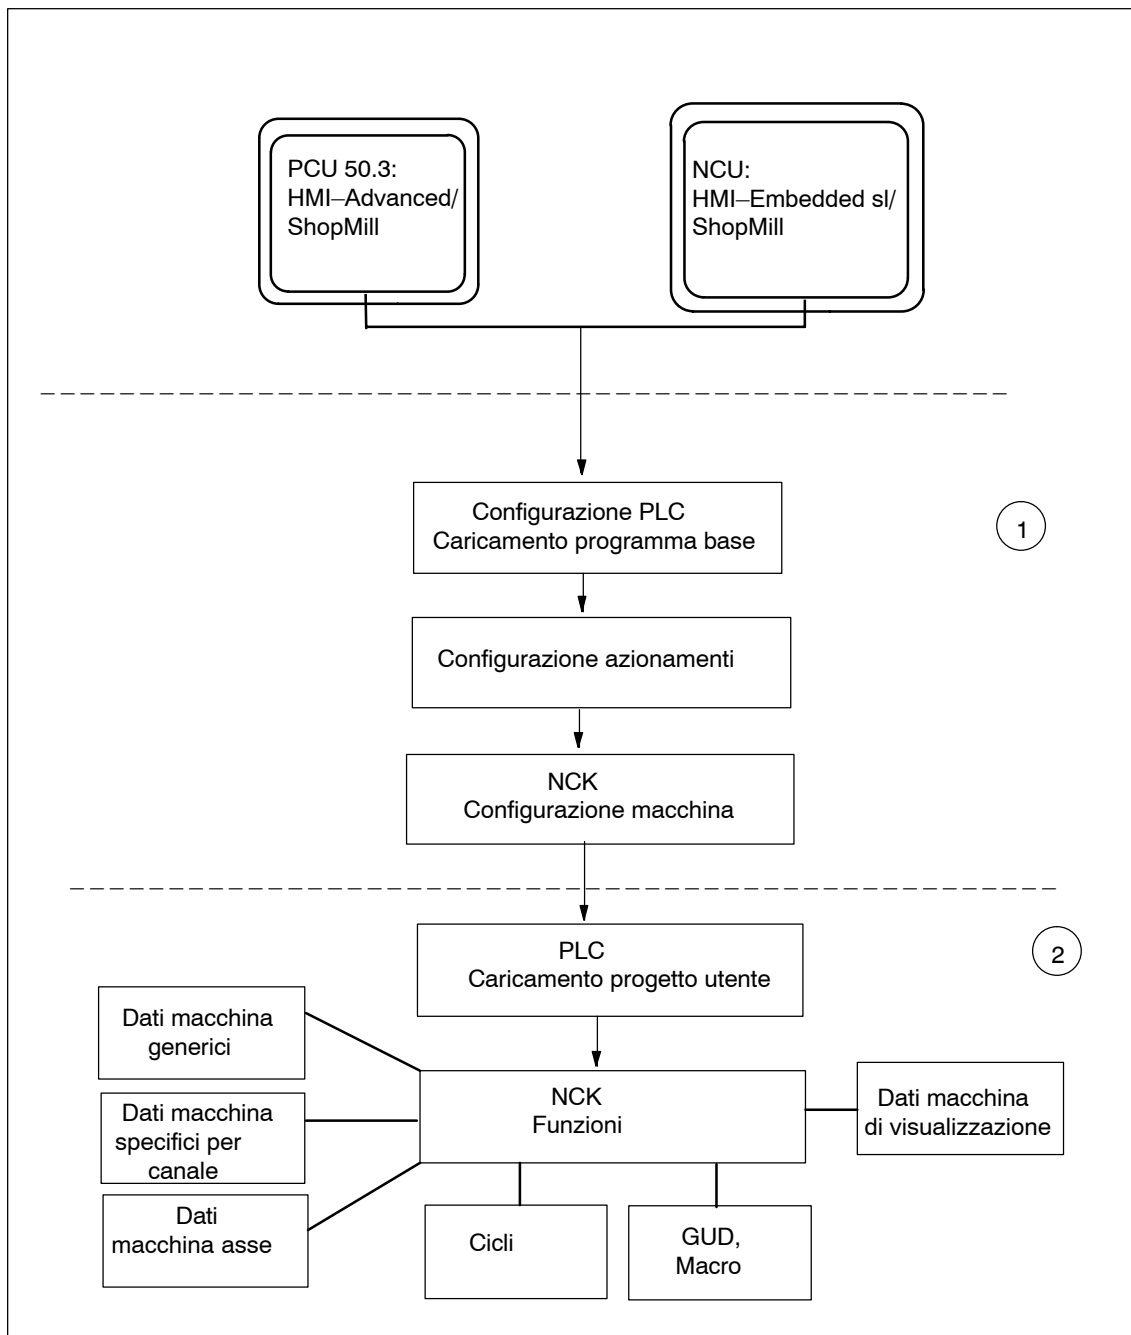 PCU 50.3:
HMI–Advanced/
ShopMill
NCU:
HMI–Embedded sl/
ShopMill
Configurazione PLC
Caricamento programma base
1
Configurazione azionamenti
NCK
Configurazione macchina
PLC
Caricamento progetto utente
2
Dati macchina
generici
NCK
Funzioni
Dati macchina
di visualizzazione
Dati macchina
specifici per
canale
Dati
macchina asse
Cicli
GUD,
Macro